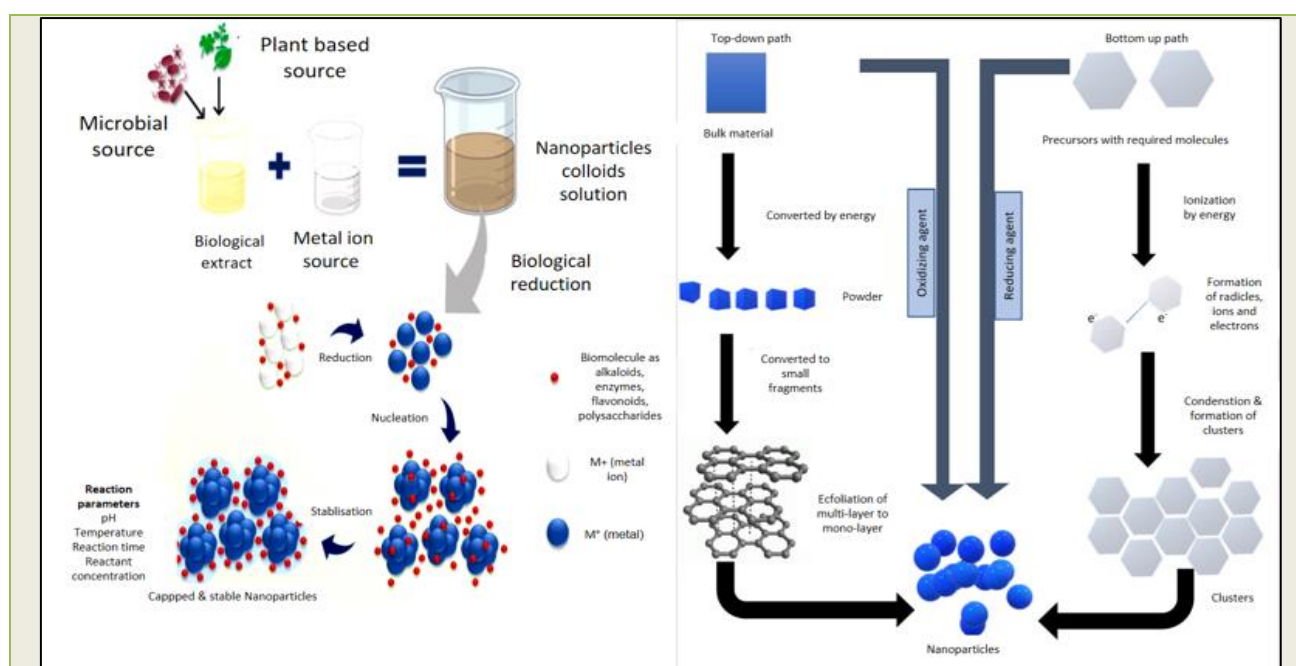 Plant based
source
Microbial
source
Biological
extract
Metal ion
source
Nanoparticles
colloids
solution
Biological
reduction
Reduction
Nucleation
Biomolecule as
alkaloids,
enzymes,
flavonoids,
polysaccharides
M+ (metal
ion)
M° (metal)
Stablisation
Reaction
parameters
pH
Temperature
Reaction time
Reactant
concentration
Cappped & stable Nanoparticles
Top-down path
Bulk material
Converted by energy
Powder
Converted to
small
fragments
Ecfoliation of
multi-layer to
mono-layer
Oxidizing agent
Reducing agent
Bottom up path
Precursors with required molecules
Ionization
by energy
e⁻
e⁻
Formation
of radicles,
ions and
electrons
Condenstion &
formation of
clusters
Clusters
Nanoparticles